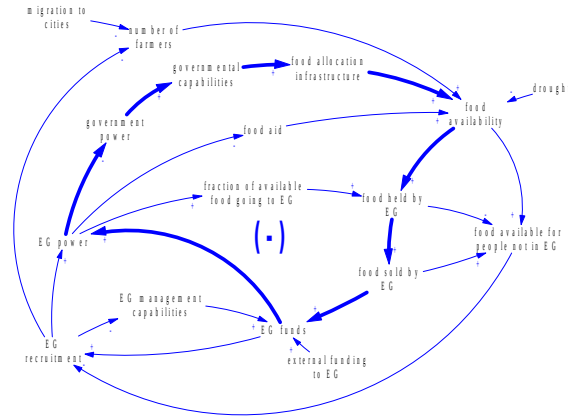 migration to
cities
number of
farmers
governmental
capabilities
food allocation
infrastructure
drough
food
availability
government
power
food aid
fraction of available
food going to EG
food held by
EG
EG power
(-)
food available for
people not in EG
food sold by
EG
EG management
capabilities
EG funds
EG
recruitment
external funding
to EG